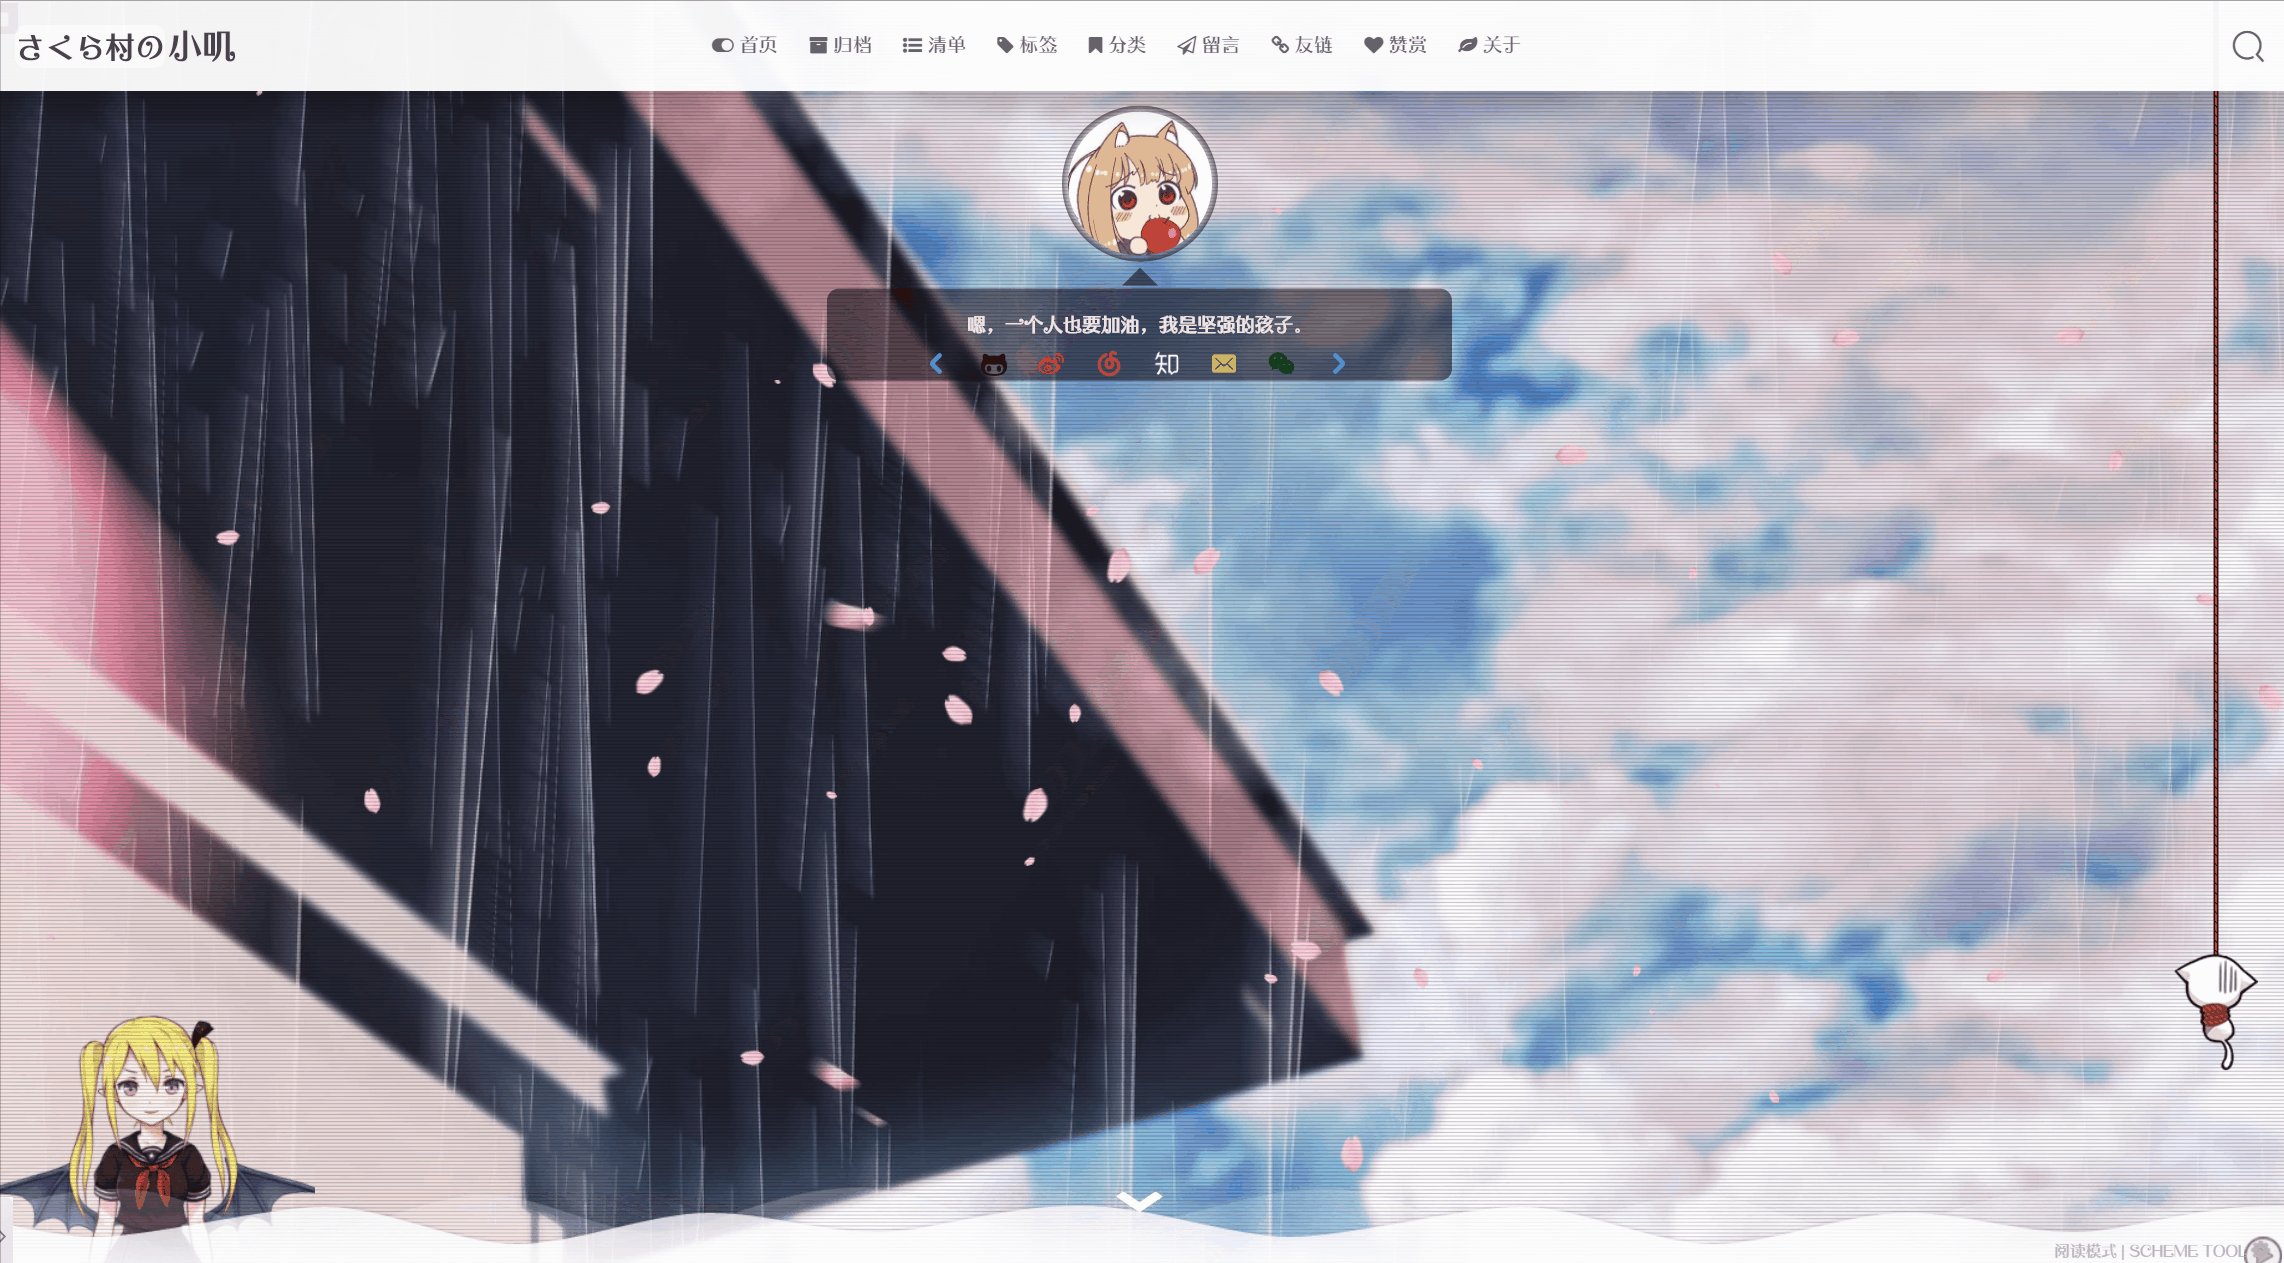 さくら村の小叽
首页 归档 清单 标签 分类 留言 友链 赞赏 关于
嗯，一个人也要加油，我是坚强的孩子。
知
阅读模式 | SCHEME TOOL